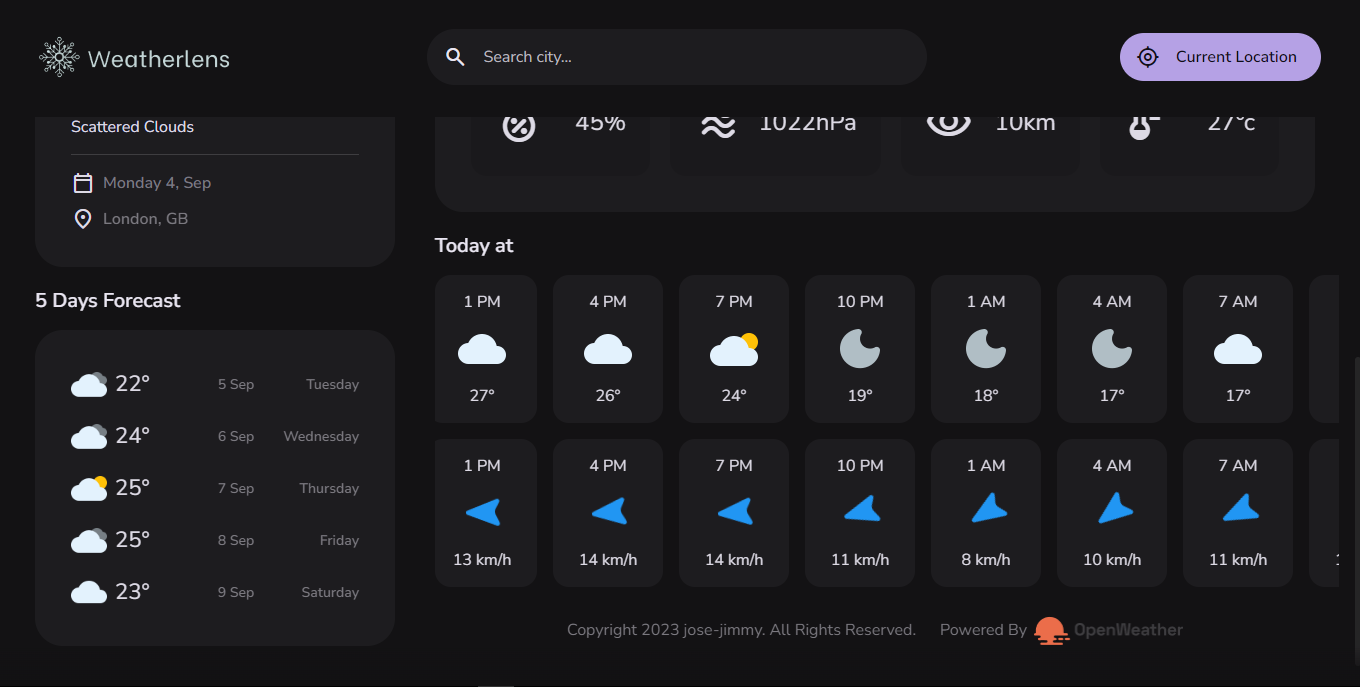 Weatherlens
Search city...
Current Location
Scattered Clouds
Monday 4, Sep
London, GB
5 Days Forecast
22° 5 Sep Tuesday
24° 6 Sep Wednesday
25° 7 Sep Thursday
25° 8 Sep Friday
23° 9 Sep Saturday
45% 1022hPa 10km 27°c
Today at
1 PM 4 PM 7 PM 10 PM 1 AM 4 AM 7 AM
27° 26° 24° 19° 18° 17° 17°
1 PM 4 PM 7 PM 10 PM 1 AM 4 AM 7 AM
13 km/h 14 km/h 14 km/h 11 km/h 8 km/h 10 km/h 11 km/h
Copyright 2023 jose-jimmy. All Rights Reserved. Powered By OpenWeather